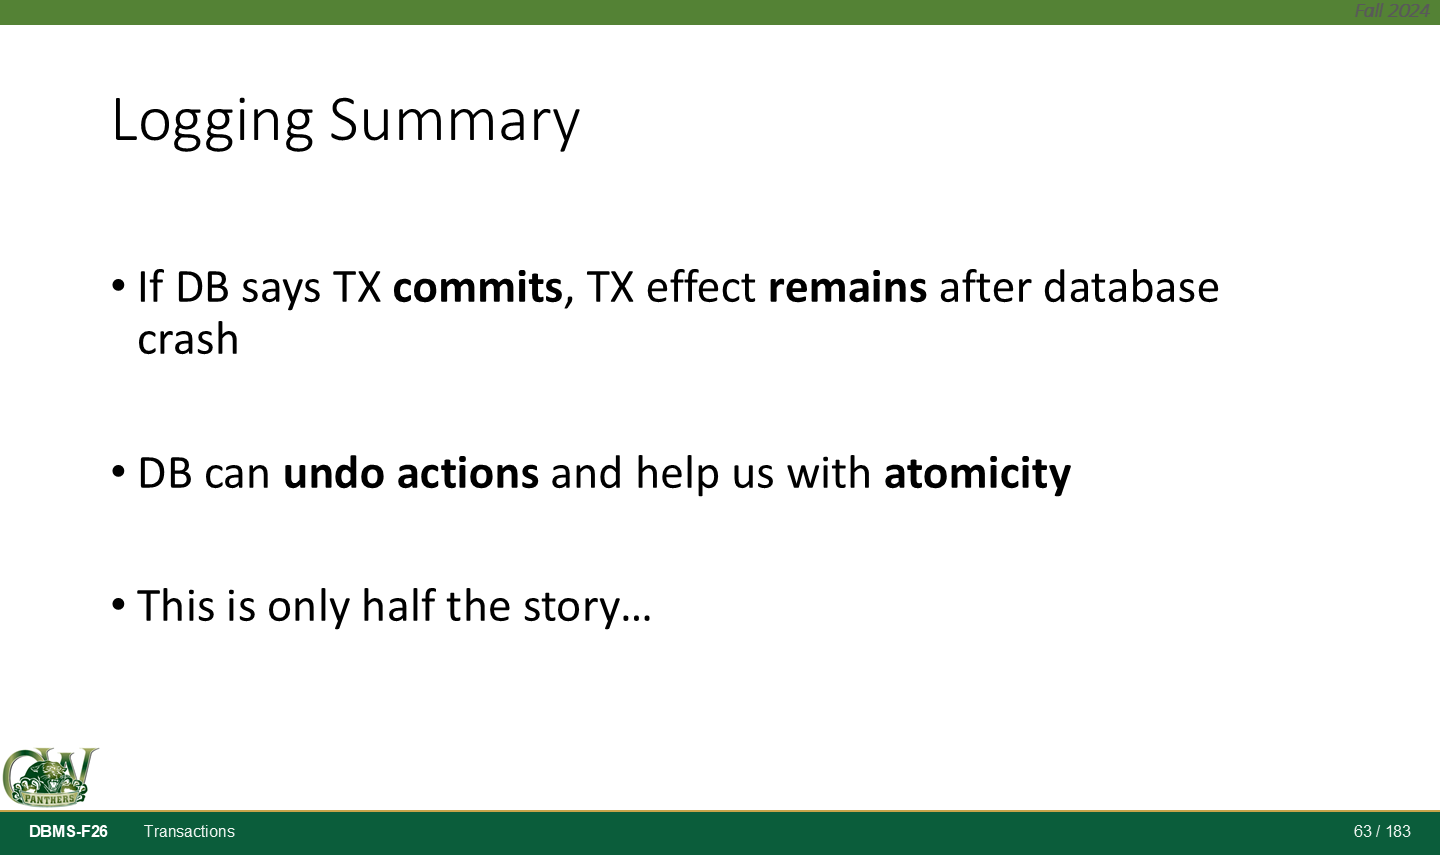 Fall 2024
Logging Summary
• If DB says TX commits, TX effect remains after database
crash
• DB can undo actions and help us with atomicity
• This is only half the story…
OW
PANTHERS
DBMS-F26 Transactions 63 / 183